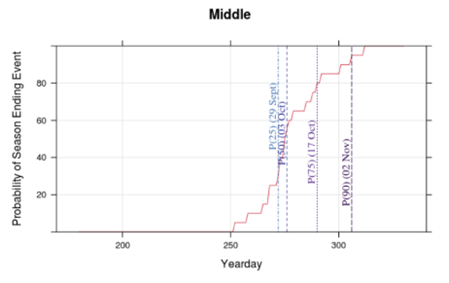 Middle
Probability of Season Ending Event
80
60
40
20
P(25) (29 Sept)
P(50) (03 Oct)
P(75) (17 Oct)
P(90) (02 Nov)
200
250
300
Yearday